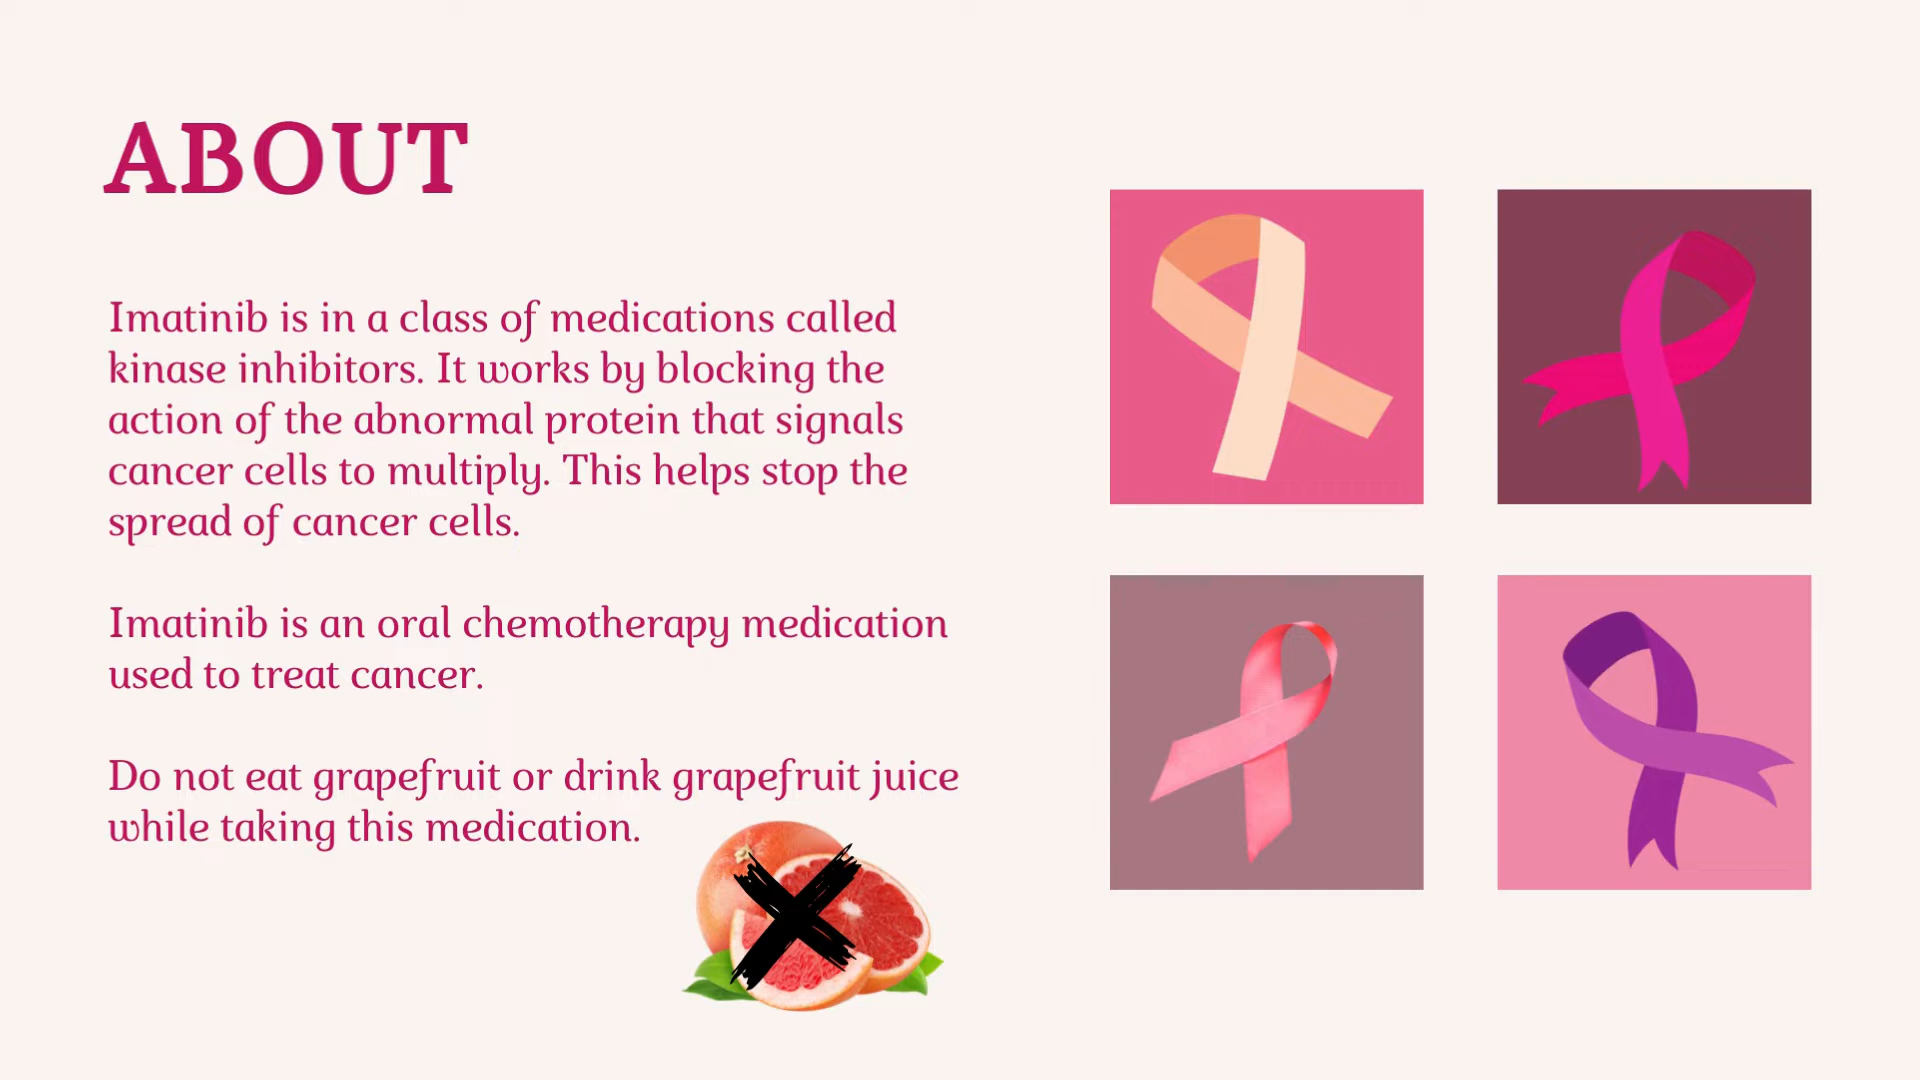 ABOUT
Imatinib is in a class of medications called
kinase inhibitors. It works by blocking the
action of the abnormal protein that signals
cancer cells to multiply. This helps stop the
spread of cancer cells.
Imatinib is an oral chemotherapy medication
used to treat cancer.
Do not eat grapefruit or drink grapefruit juice
while taking this medication.